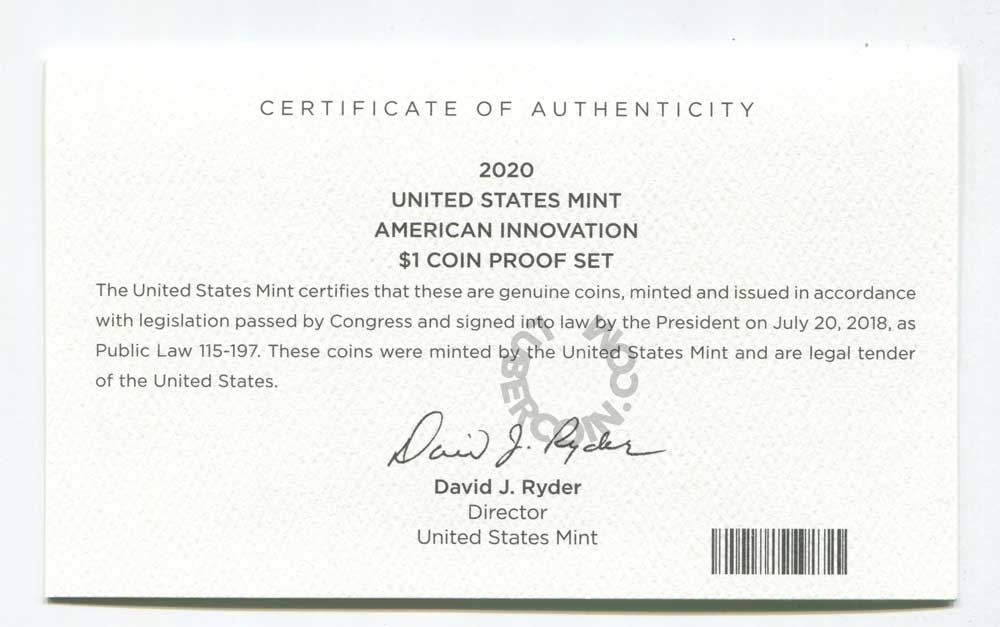 CERTIFICATE OF AUTHENTICITY
2020
UNITED STATES MINT
AMERICAN INNOVATION
$1 COIN PROOF SET
The United States Mint certifies that these are genuine coins, minted and issued in accordance
with legislation passed by Congress and signed into law by the President on July 20, 2018, as
Public Law 115-197. These coins were minted by the United States Mint and are legal tender
of the United States.
David J. Ryder
David J. Ryder
Director
United States Mint